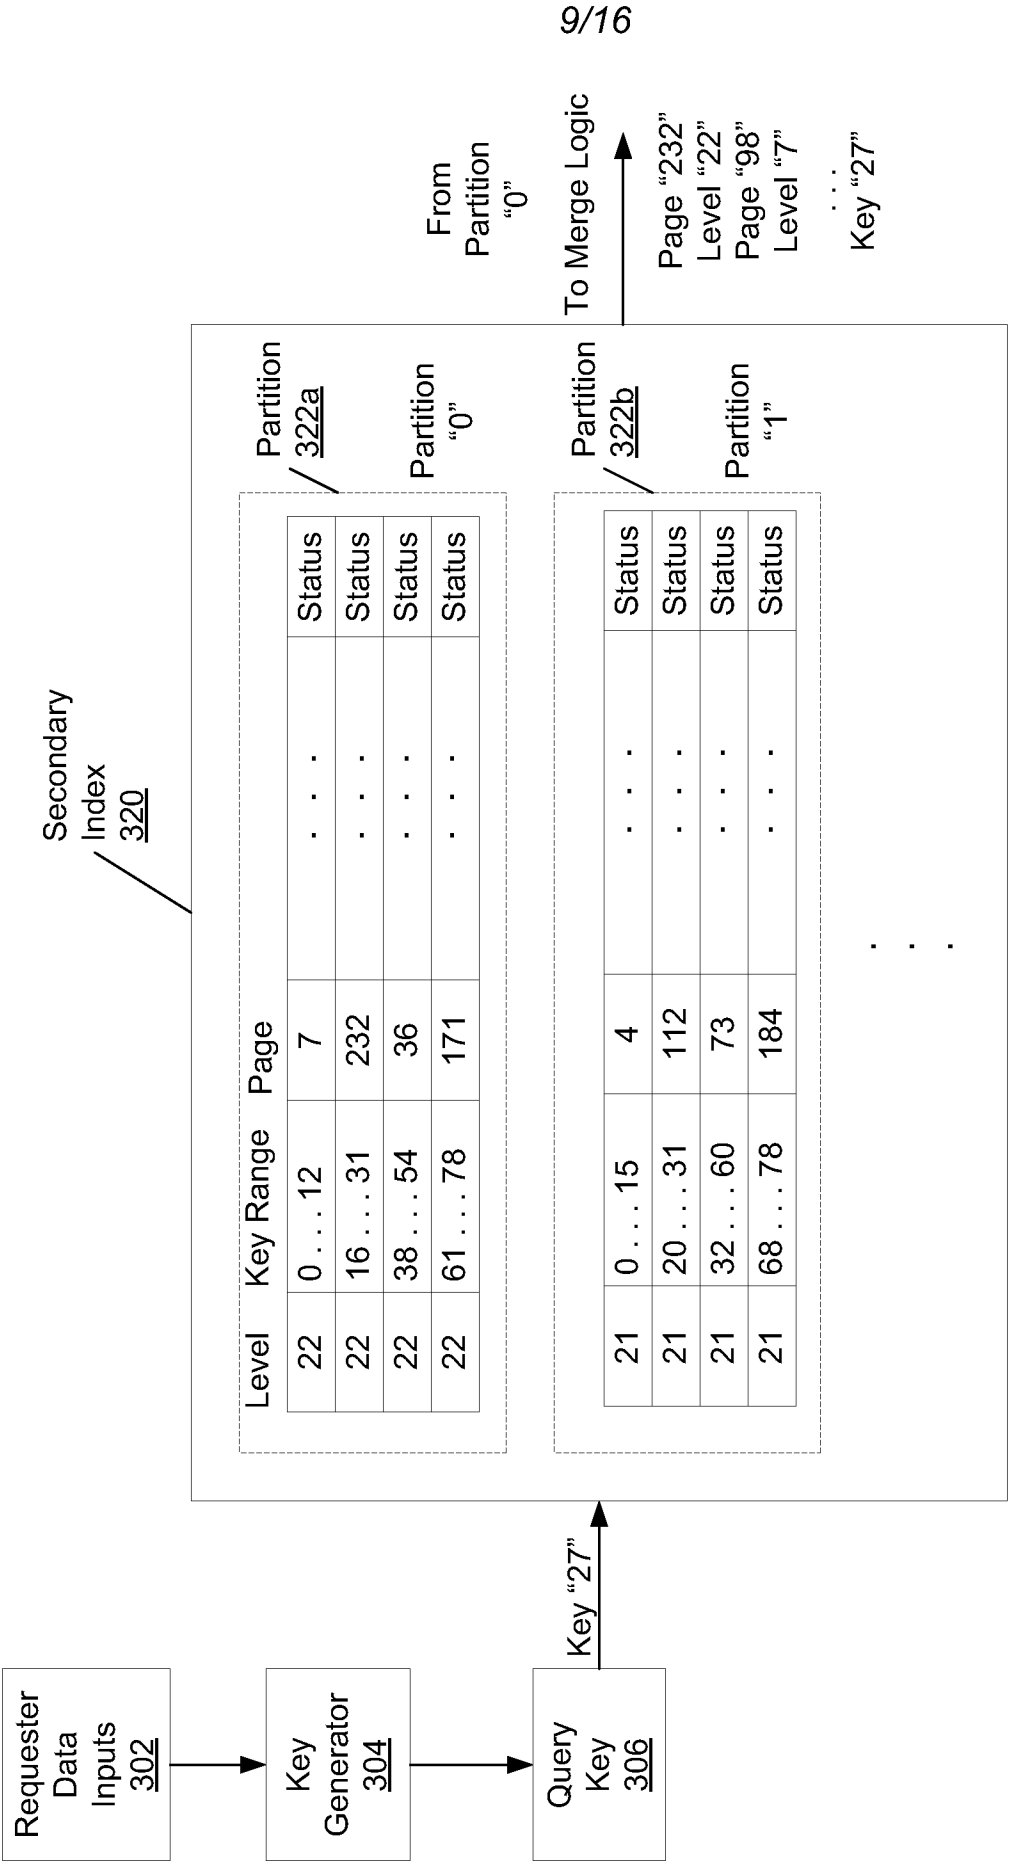 9/16
Secondary
Index
320
Partition
322a
Level Key Range Page
22 0 . . . 12 7 . . . Status
22 16 . . . 31 232 . . . Status
22 38 . . . 54 36 . . . Status
22 61 . . . 78 171 . . . Status
Partition
“0”
From
Partition
“0”
Requester
Data
Inputs
302
Key
Generator
304
Query
Key
306
Key “27”
Partition
322b
21 0 . . . 15 4 . . . Status
21 20 . . . 31 112 . . . Status
21 32 . . . 60 73 . . . Status
21 68 . . . 78 184 . . . Status
Partition
“1”
. . .
To Merge Logic
Page “232”
Level “22”
Page “98”
Level “7”
. . .
Key “27”